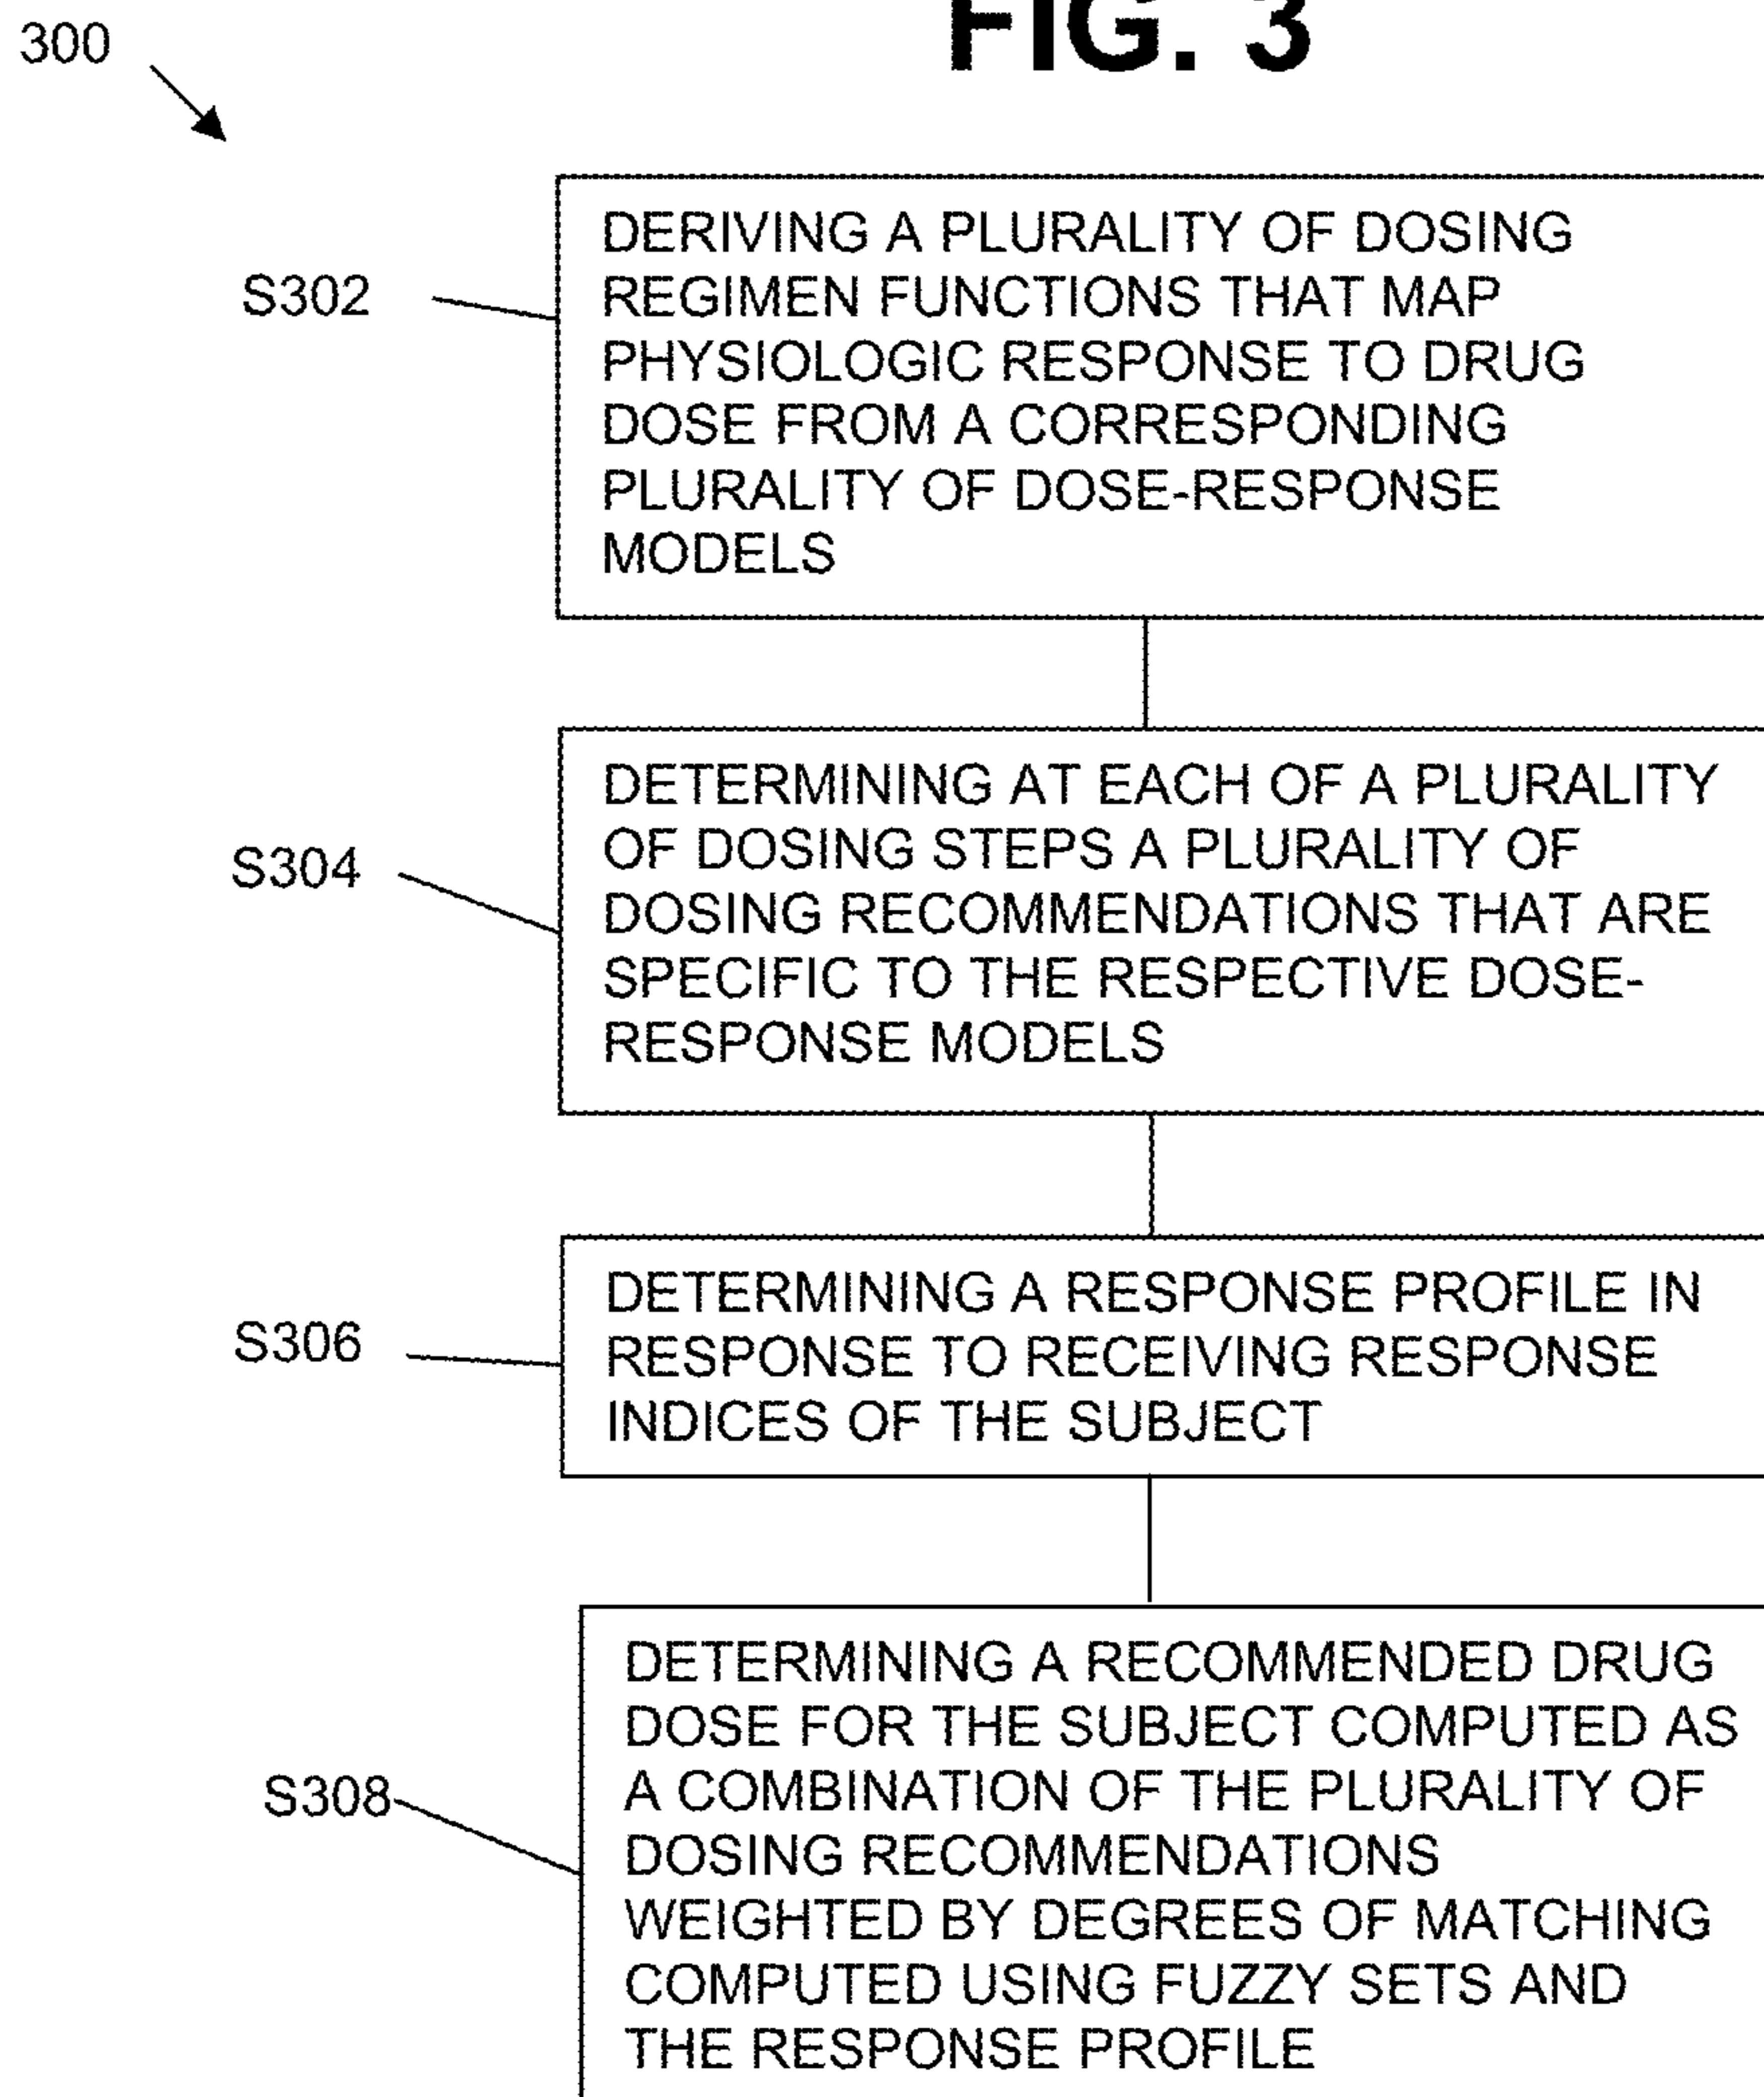 FIG. 3
300
S302
DERIVING A PLURALITY OF DOSING
REGIMEN FUNCTIONS THAT MAP
PHYSIOLOGIC RESPONSE TO DRUG
DOSE FROM A CORRESPONDING
PLURALITY OF DOSE-RESPONSE
MODELS
S304
DETERMINING AT EACH OF A PLURALITY
OF DOSING STEPS A PLURALITY OF
DOSING RECOMMENDATIONS THAT ARE
SPECIFIC TO THE RESPECTIVE DOSE-
RESPONSE MODELS
S306
DETERMINING A RESPONSE PROFILE IN
RESPONSE TO RECEIVING RESPONSE
INDICES OF THE SUBJECT
S308
DETERMINING A RECOMMENDED DRUG
DOSE FOR THE SUBJECT COMPUTED AS
A COMBINATION OF THE PLURALITY OF
DOSING RECOMMENDATIONS
WEIGHTED BY DEGREES OF MATCHING
COMPUTED USING FUZZY SETS AND
THE RESPONSE PROFILE